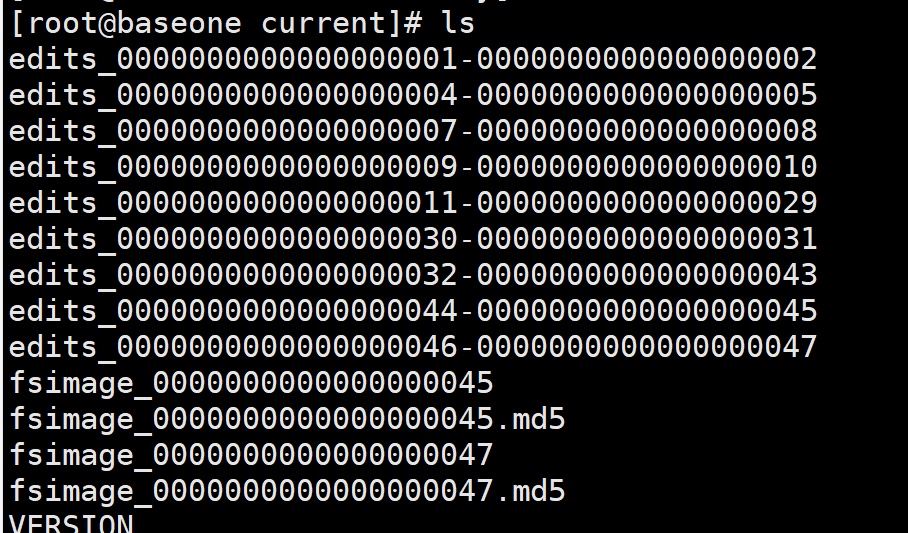 [root@baseone current]# ls
edits_0000000000000000001-0000000000000000002
edits_0000000000000000004-0000000000000000005
edits_0000000000000000007-0000000000000000008
edits_0000000000000000009-0000000000000000010
edits_0000000000000000011-0000000000000000029
edits_0000000000000000030-0000000000000000031
edits_0000000000000000032-0000000000000000043
edits_0000000000000000044-0000000000000000045
edits_0000000000000000046-0000000000000000047
fsimage_0000000000000000045
fsimage_0000000000000000045.md5
fsimage_0000000000000000047
fsimage_0000000000000000047.md5
VERSION